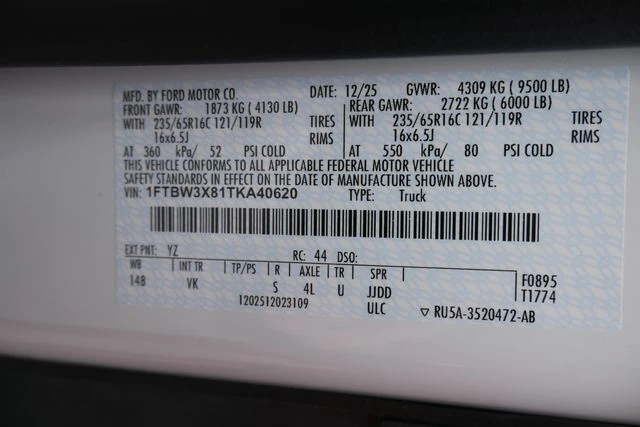 MFD. BY FORD MOTOR CO. DATE: 12/25 GVWR: 4309 KG ( 9500 LB)
FRONT GAWR: 1873 KG ( 4130 LB) REAR GAWR: 2722 KG ( 6000 LB)
WITH 235/65R16C 121/119R TIRES WITH 235/65R16C 121/119R TIRES
16x6.5J RIMS 16x6.5J RIMS
AT 360 kPa/ 52 PSI COLD AT 550 kPa/ 80 PSI COLD
THIS VEHICLE CONFORMS TO ALL APPLICABLE FEDERAL MOTOR VEHICLE
SAFETY STANDARDS IN EFFECT ON THE DATE OF MANUFACTURE SHOWN ABOVE.
VIN: 1FTBW3X81TKA40620 TYPE: Truck
EXT PNT: YZ RC: 44 DSO:
WB INT TR TP/PS R AXLE TR SPR F0895
148 VK S 4L U JJDD T1774
1202512023109 ULC ▽ RU5A-3520472-AB